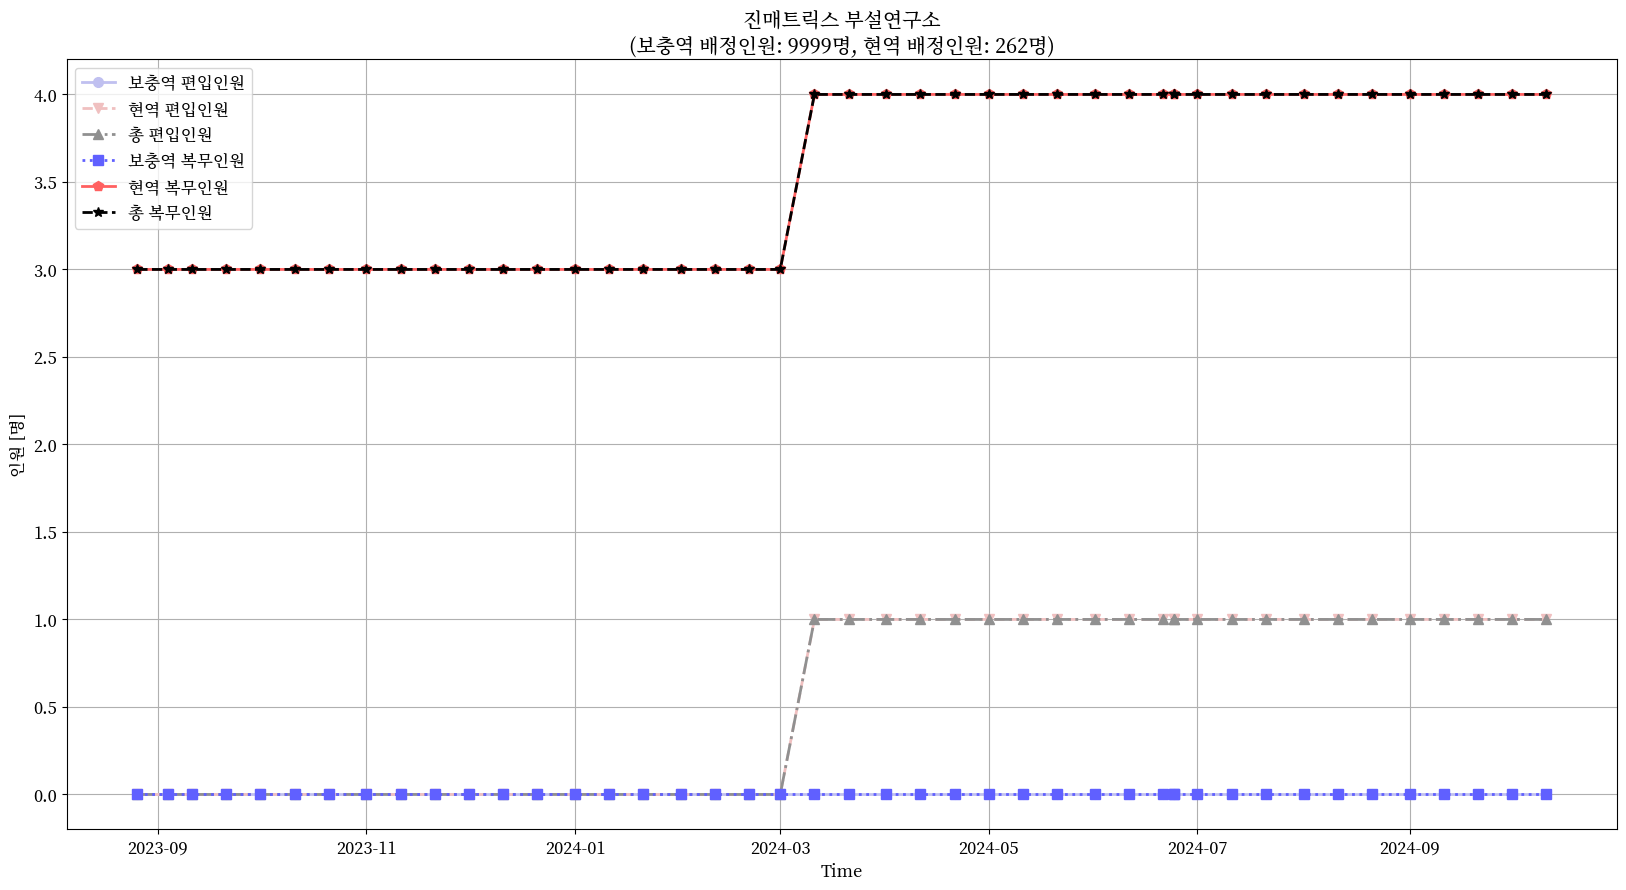 진매트릭스 부설연구소
(보충역 배정인원: 9999명, 현역 배정인원: 262명)
보충역 편입인원
현역 편입인원
총 편입인원
보충역 복무인원
현역 복무인원
총 복무인원
4.0
3.5
3.0
2.5
2.0
1.5
1.0
0.5
0.0
인원 [명]
2023-09 2023-11 2024-01 2024-03 2024-05 2024-07 2024-09
Time